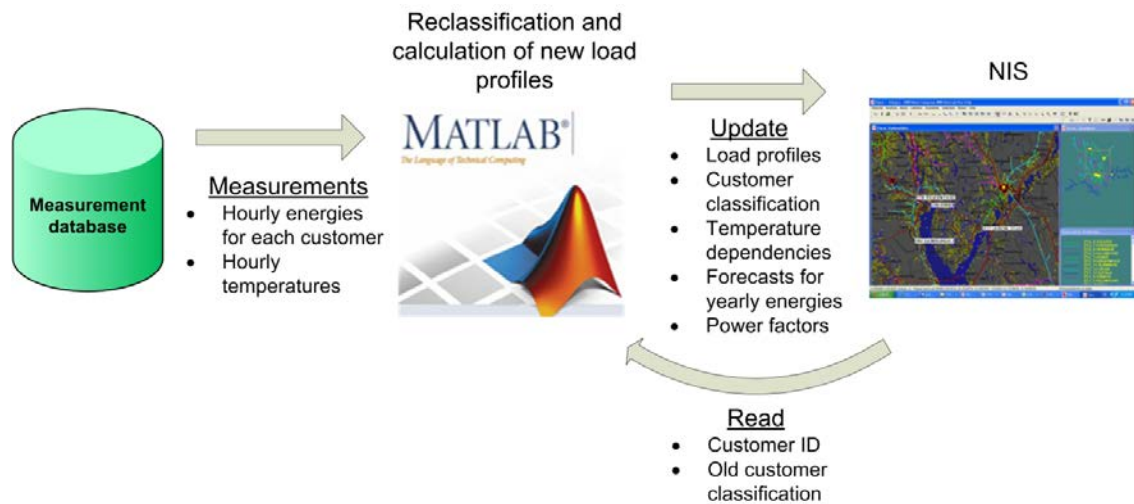 Reclassification and
calculation of new load
profiles
NIS
MATLAB®
The Language of Technical Computing
Measurement
database
Measurements
• Hourly energies
for each customer
• Hourly
temperatures
Update
• Load profiles
• Customer
classification
• Temperature
dependencies
• Forecasts for
yearly energies
• Power factors
Read
• Customer ID
• Old customer
classification